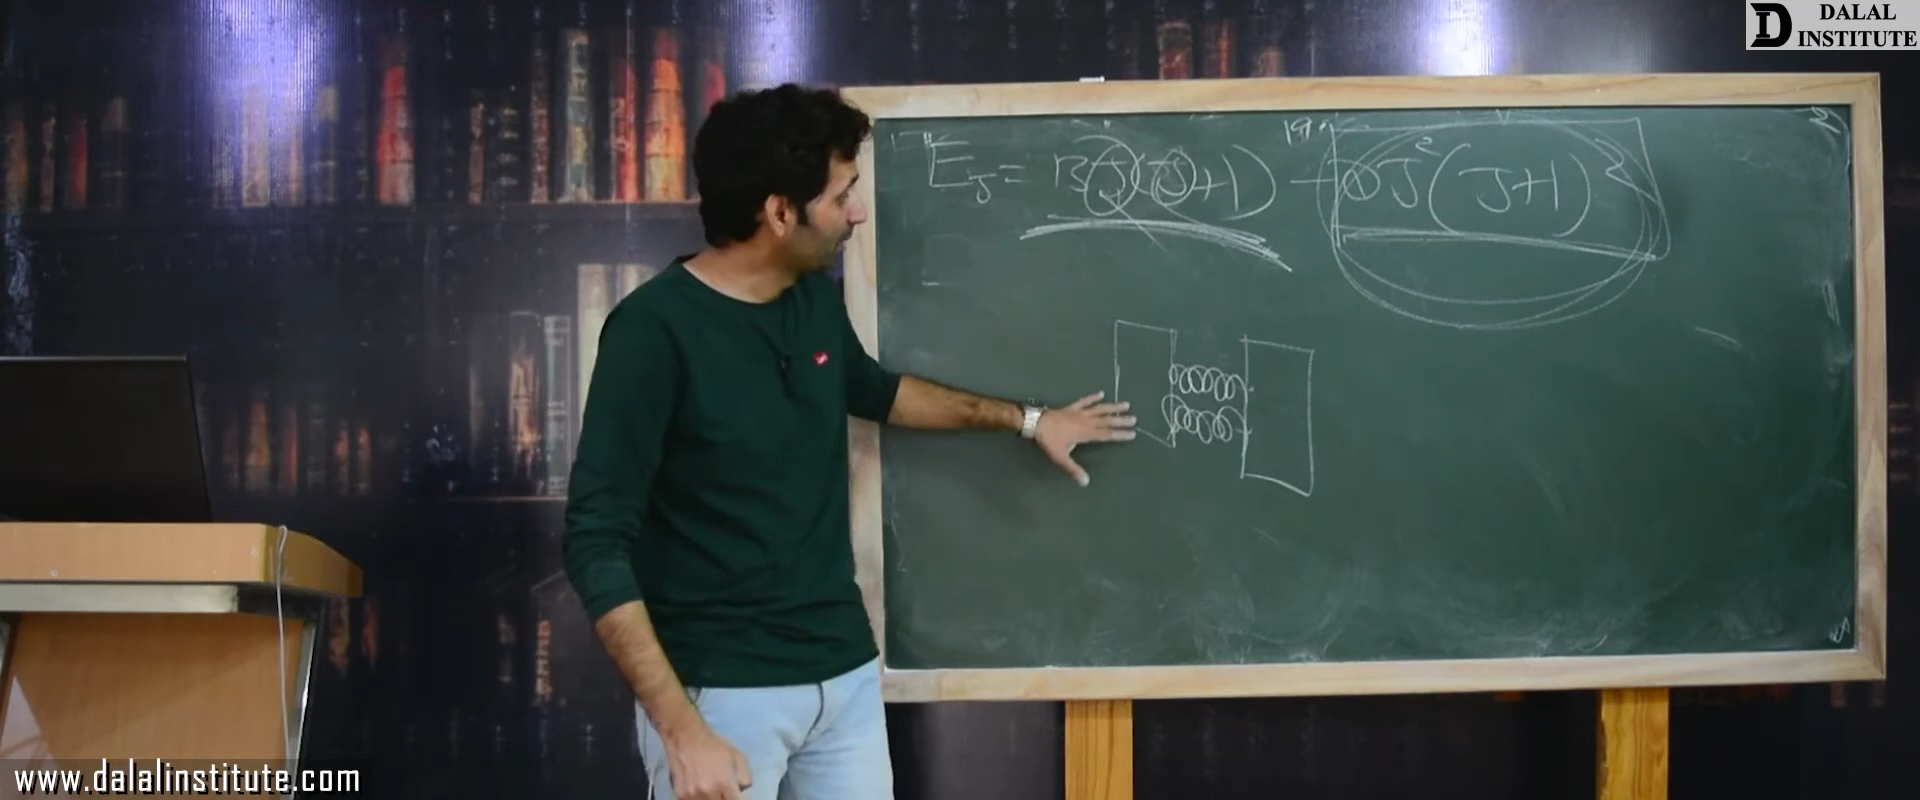 DALAL
INSTITUTE
E_J = BJ(J+1) - DJ²(J+1)²
www.dalalinstitute.com